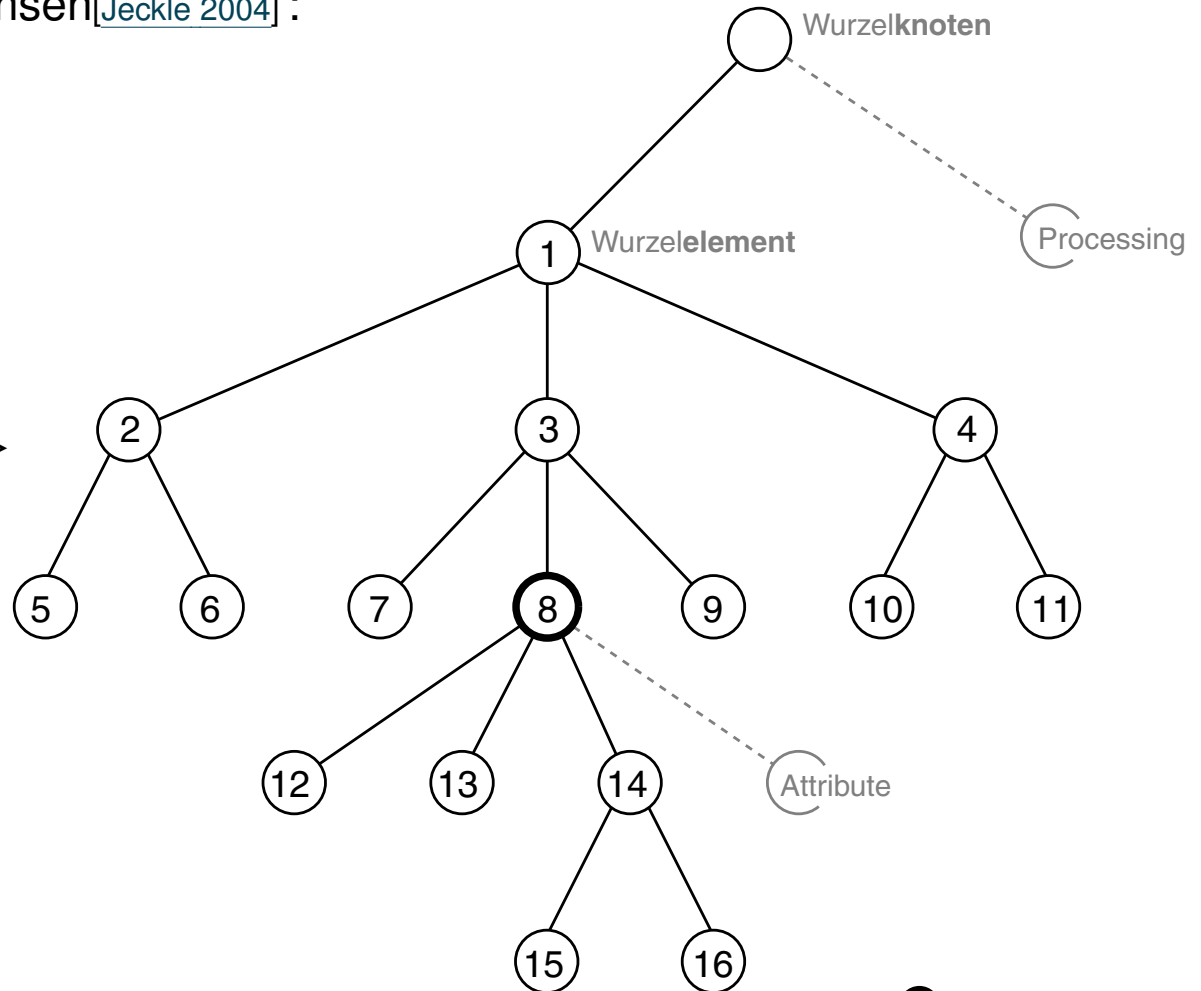 nsen[Jeckle 2004] :
Wurzelknoten
Processing
1 Wurzelelement
2 3 4
5 6 7 8 9 10 11
12 13 14 Attribute
15 16